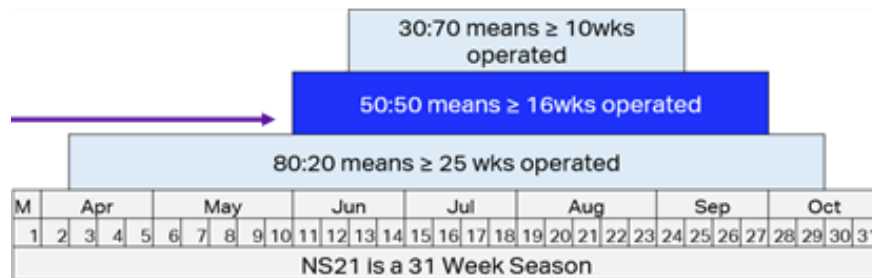 30:70 means ≥ 10wks
operated
50:50 means ≥ 16wks operated
80:20 means ≥ 25 wks operated
M Apr May Jun Jul Aug Sep Oct
1 2 3 4 5 6 7 8 9 10 11 12 13 14 15 16 17 18 19 20 21 22 23 24 25 26 27 28 29 30 31
NS21 is a 31 Week Season